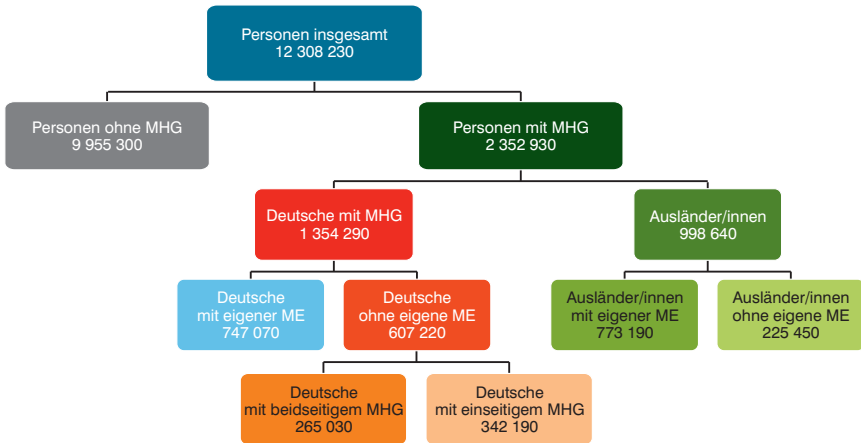 Personen insgesamt
12 308 230
Personen ohne MHG
9 955 300
Personen mit MHG
2 352 930
Deutsche mit MHG
1 354 290
Ausländer/innen
998 640
Deutsche
mit eigener ME
747 070
Deutsche
ohne eigene ME
607 220
Ausländer/innen
mit eigener ME
773 190
Ausländer/innen
ohne eigene ME
225 450
Deutsche
mit beidseitigem MHG
265 030
Deutsche
mit einseitigem MHG
342 190